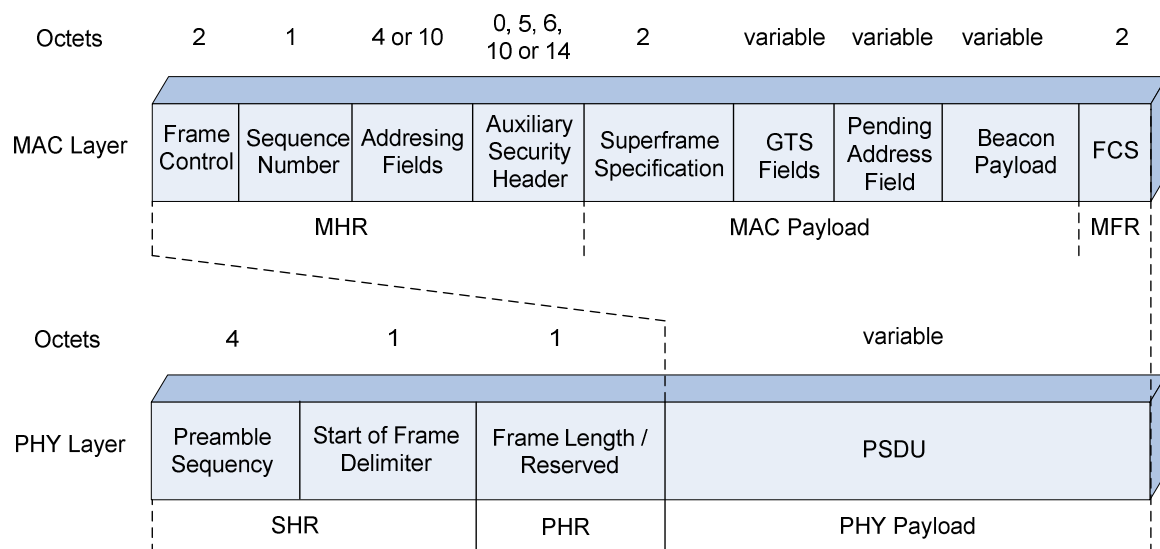 Octets 2 1 4 or 10 0, 5, 6, 10 or 14 2 variable variable variable 2
MAC Layer
Frame Control
Sequence Number
Addresing Fields
Auxiliary Security Header
Superframe Specification
GTS Fields
Pending Address Field
Beacon Payload
FCS
MHR MAC Payload MFR
Octets 4 1 1 variable
PHY Layer
Preamble Sequency
Start of Frame Delimiter
Frame Length / Reserved
PSDU
SHR PHR PHY Payload